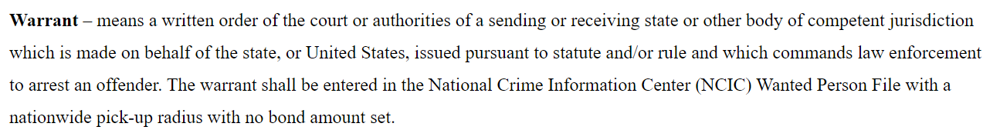 Warrant – means a written order of the court or authorities of a sending or receiving state or other body of competent jurisdiction
which is made on behalf of the state, or United States, issued pursuant to statute and/or rule and which commands law enforcement
to arrest an offender. The warrant shall be entered in the National Crime Information Center (NCIC) Wanted Person File with a
nationwide pick-up radius with no bond amount set.